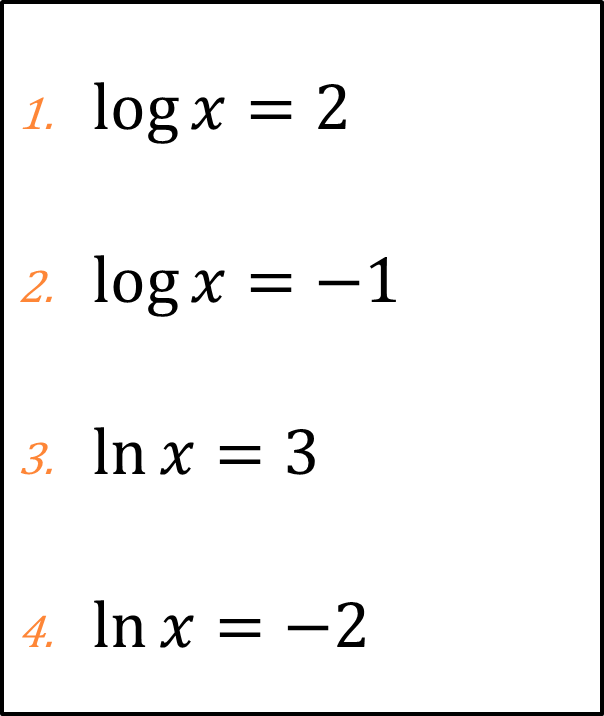 1. log x = 2
2. log x = −1
3. ln x = 3
4. ln x = −2